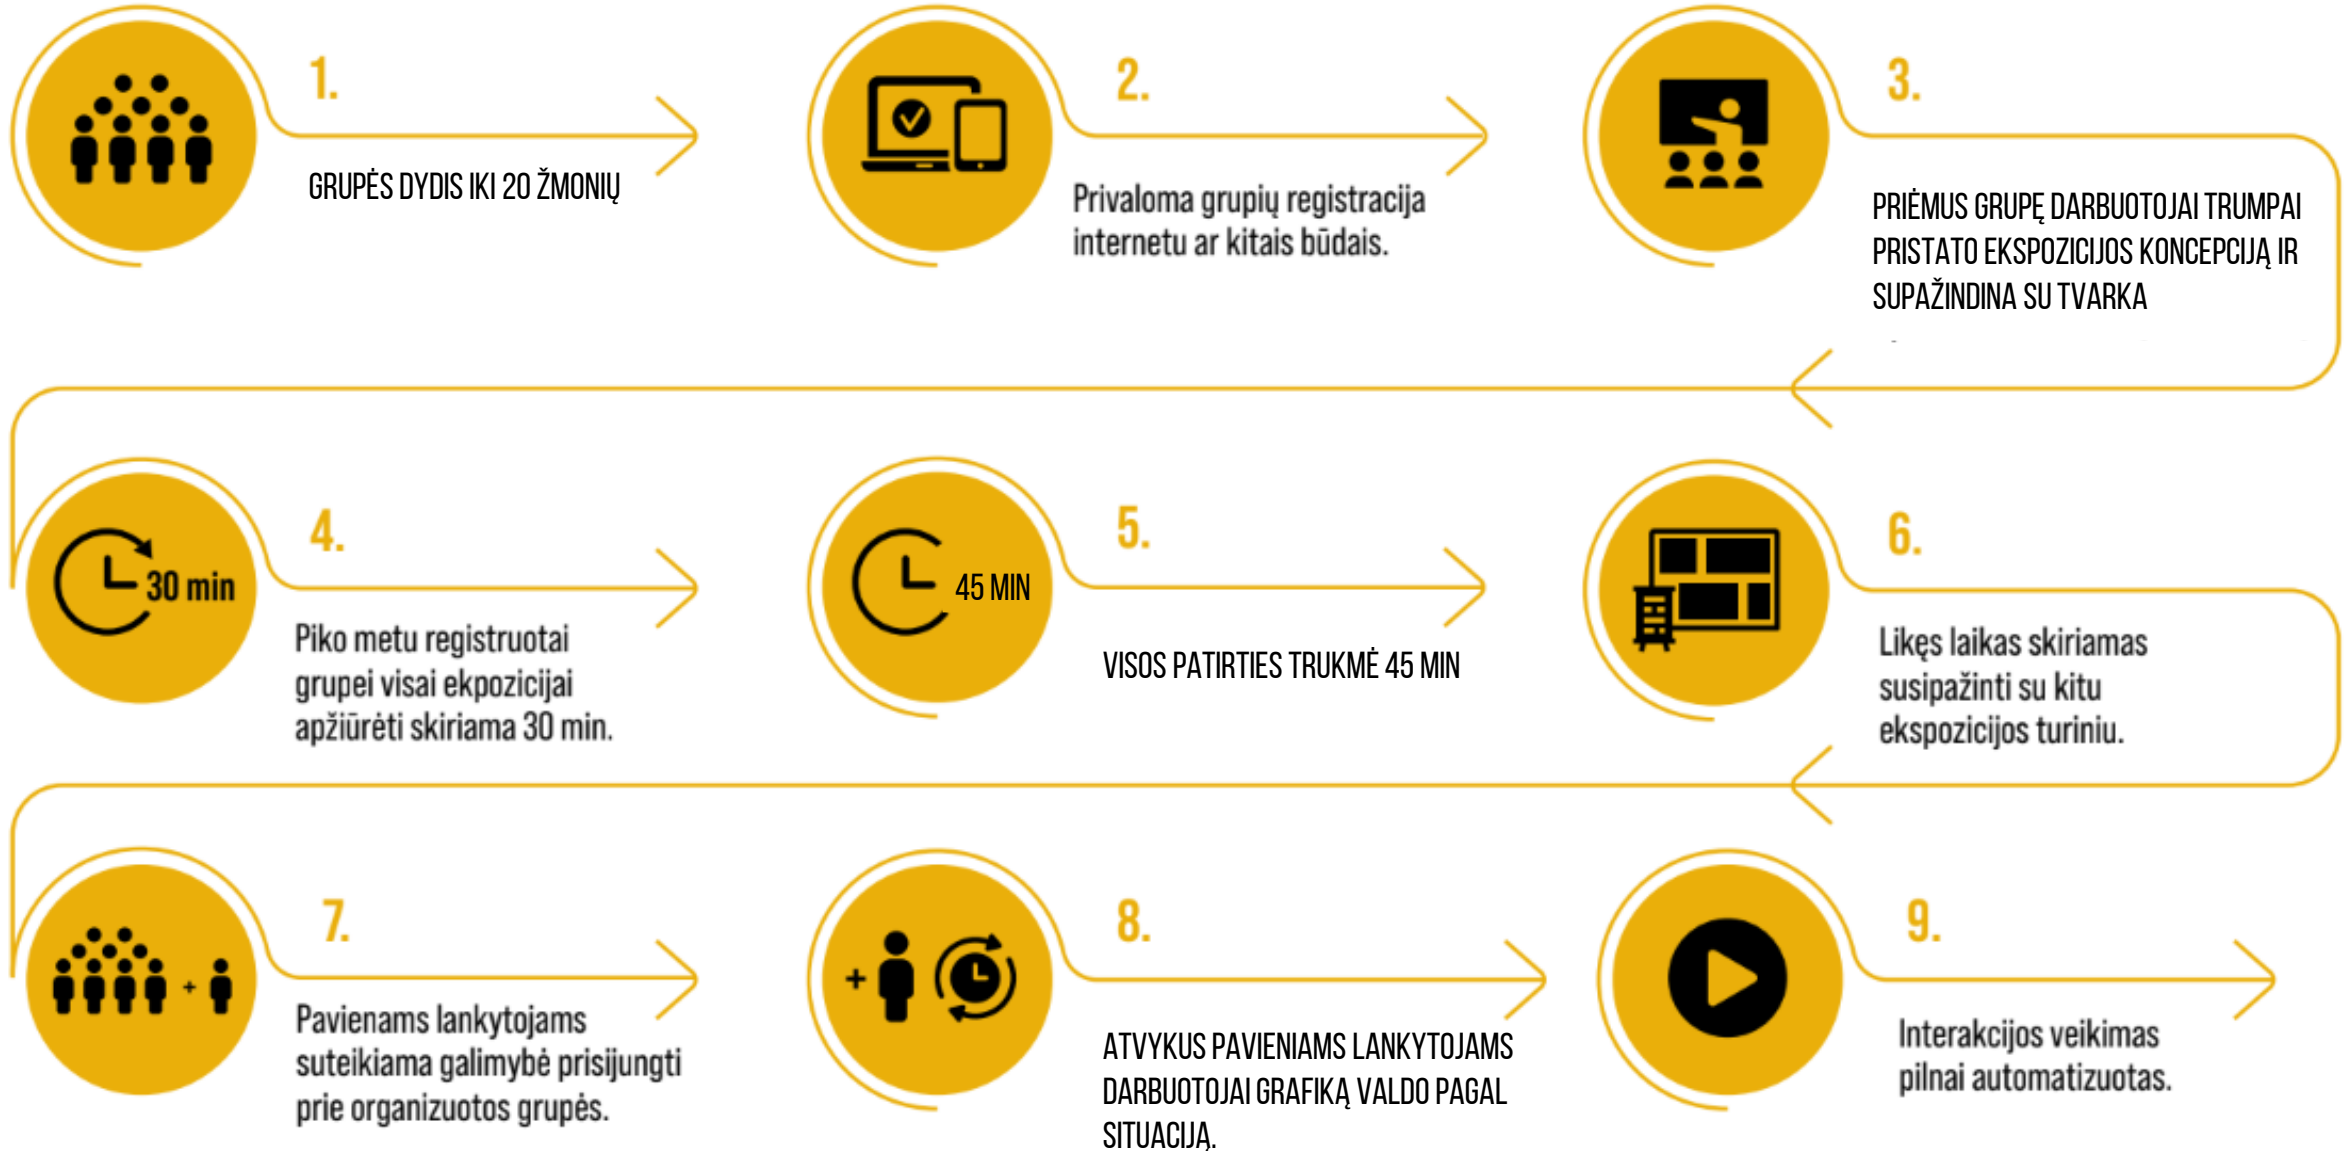 1.
GRUPĖS DYDIS IKI 20 ŽMONIŲ
2.
Privaloma grupių registracija
internetu ar kitais būdais.
3.
PRIĖMUS GRUPĘ DARBUOTOJAI TRUMPAI
PRISTATO EKSPOZICIJOS KONCEPCIJĄ IR
SUPAŽINDINA SU TVARKA
30 min
4.
Piko metu registruotai
grupei visai ekpozicijai
apžiūrėti skiriama 30 min.
45 MIN
5.
VISOS PATIRTIES TRUKMĖ 45 MIN
6.
Likęs laikas skiriamas
susipažinti su kitu
ekspozicijos turiniu.
+
7.
Pavienams lankytojams
suteikiama galimybė prisijungti
prie organizuotos grupės.
+
8.
ATVYKUS PAVIENIAMS LANKYTOJAMS
DARBUOTOJAI GRAFIKĄ VALDO PAGAL
SITUACIJĄ.
9.
Interakcijos veikimas
pilnai automatizuotas.